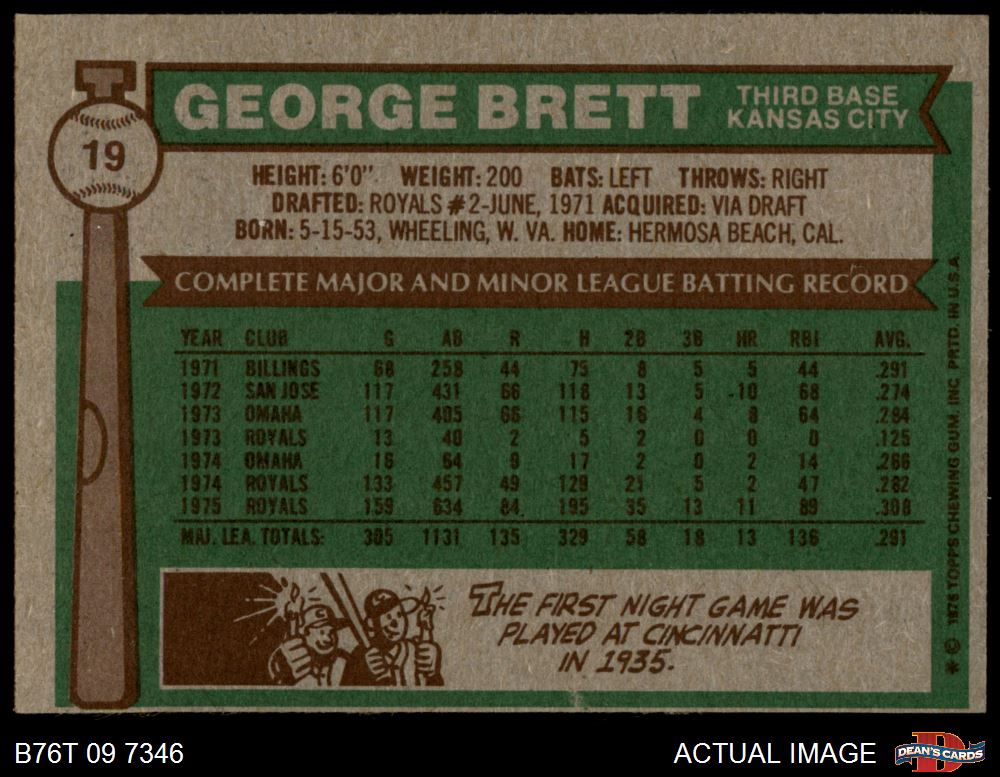 T
19
GEORGE BRETT
THIRD BASE
KANSAS CITY
HEIGHT: 6'0" WEIGHT: 200 BATS: LEFT THROWS: RIGHT
DRAFTED: ROYALS #2-JUNE, 1971 ACQUIRED: VIA DRAFT
BORN: 5-15-53, WHEELING, W. VA. HOME: HERMOSA BEACH, CAL.
COMPLETE MAJOR AND MINOR LEAGUE BATTING RECORD
YEAR CLUB G AB R H 2B 3B HR RBI AVG.
1971 BILLINGS 68 258 44 75 8 5 5 44 .291
1972 SAN JOSE 117 431 66 118 13 5 10 68 .274
1973 OMAHA 117 405 66 115 16 4 8 64 .284
1973 ROYALS 13 40 2 5 2 0 0 0 .125
1974 OMAHA 16 64 9 17 2 0 2 14 .266
1974 ROYALS 133 457 49 129 21 5 2 47 .282
1975 ROYALS 159 634 84 195 35 13 11 89 .308
MAJ. LEA. TOTALS: 305 1131 135 329 58 18 13 136 .291
THE FIRST NIGHT GAME WAS
PLAYED AT CINCINNATTI
IN 1935.
* © 1976 TOPPS CHEWING GUM, INC. PRTD. IN U.S.A.
B76T 09 7346
ACTUAL IMAGE
D
DEAN'S CARDS